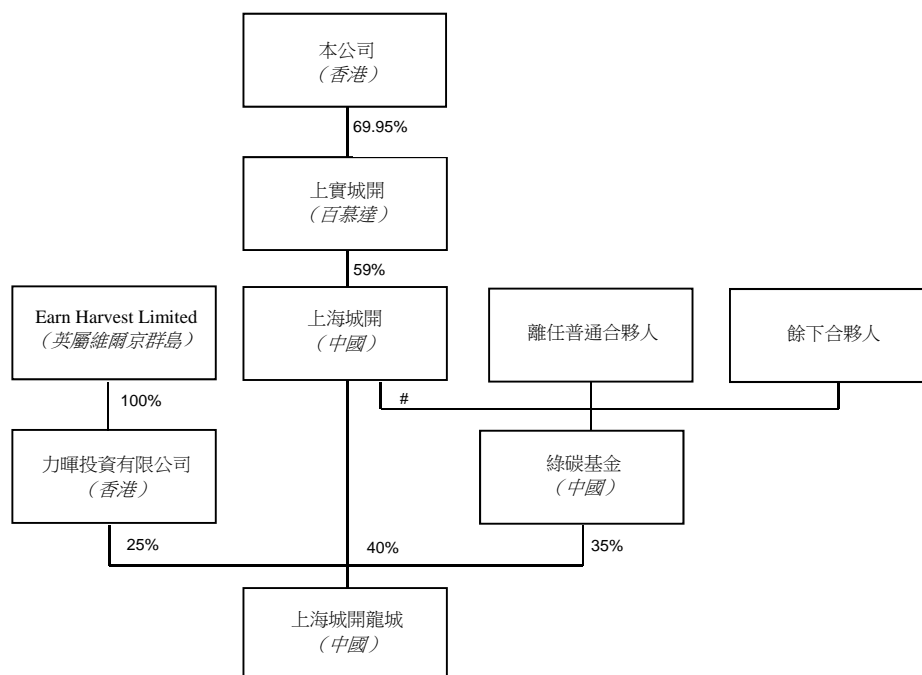 本公司
（香港）
69.95%
上實城開
（百慕達）
59%
Earn Harvest Limited
（英屬維爾京群島）
上海城開
（中國）
離任普通合夥人
餘下合夥人
100%
#
力暉投資有限公司
（香港）
綠碳基金
（中國）
25%
40%
35%
上海城開龍城
（中國）